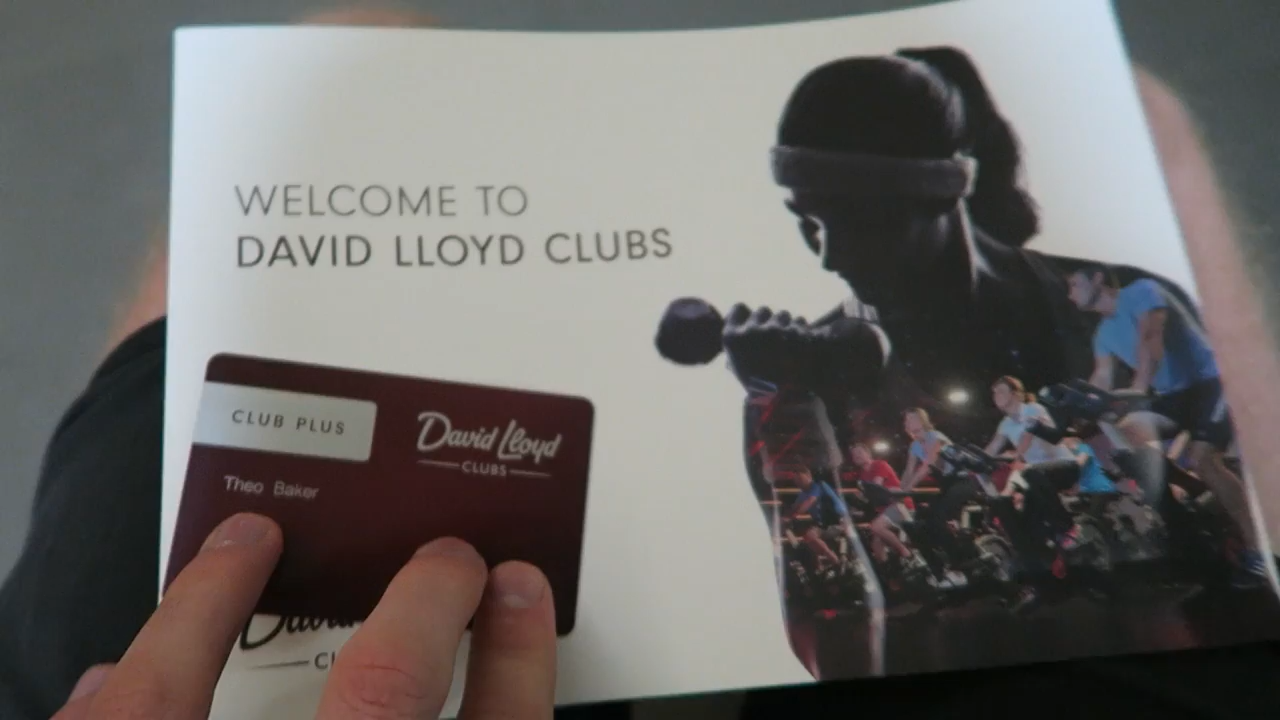 WELCOME TO
DAVID LLOYD CLUBS
CLUB PLUS
David Lloyd
CLUBS
Theo Baker